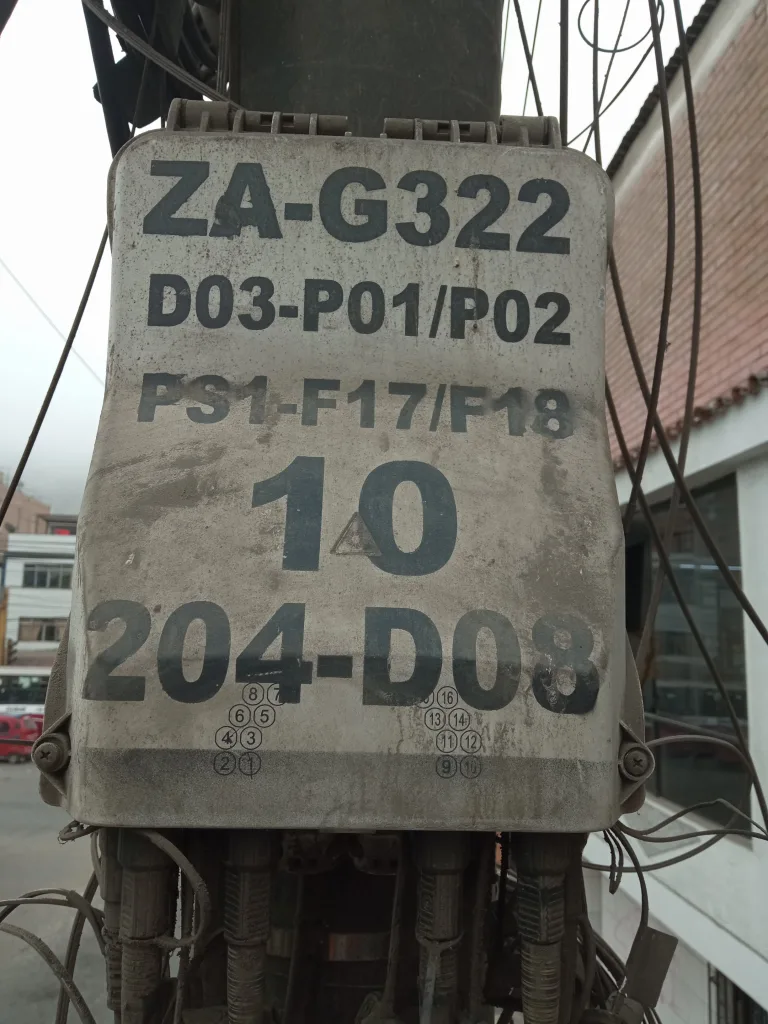 ZA-G322
D03-P01/P02
PS1-F17/F18
10
204-D08
8 7 16
6 5 13 14
4 3 11 12
2 1 9 10